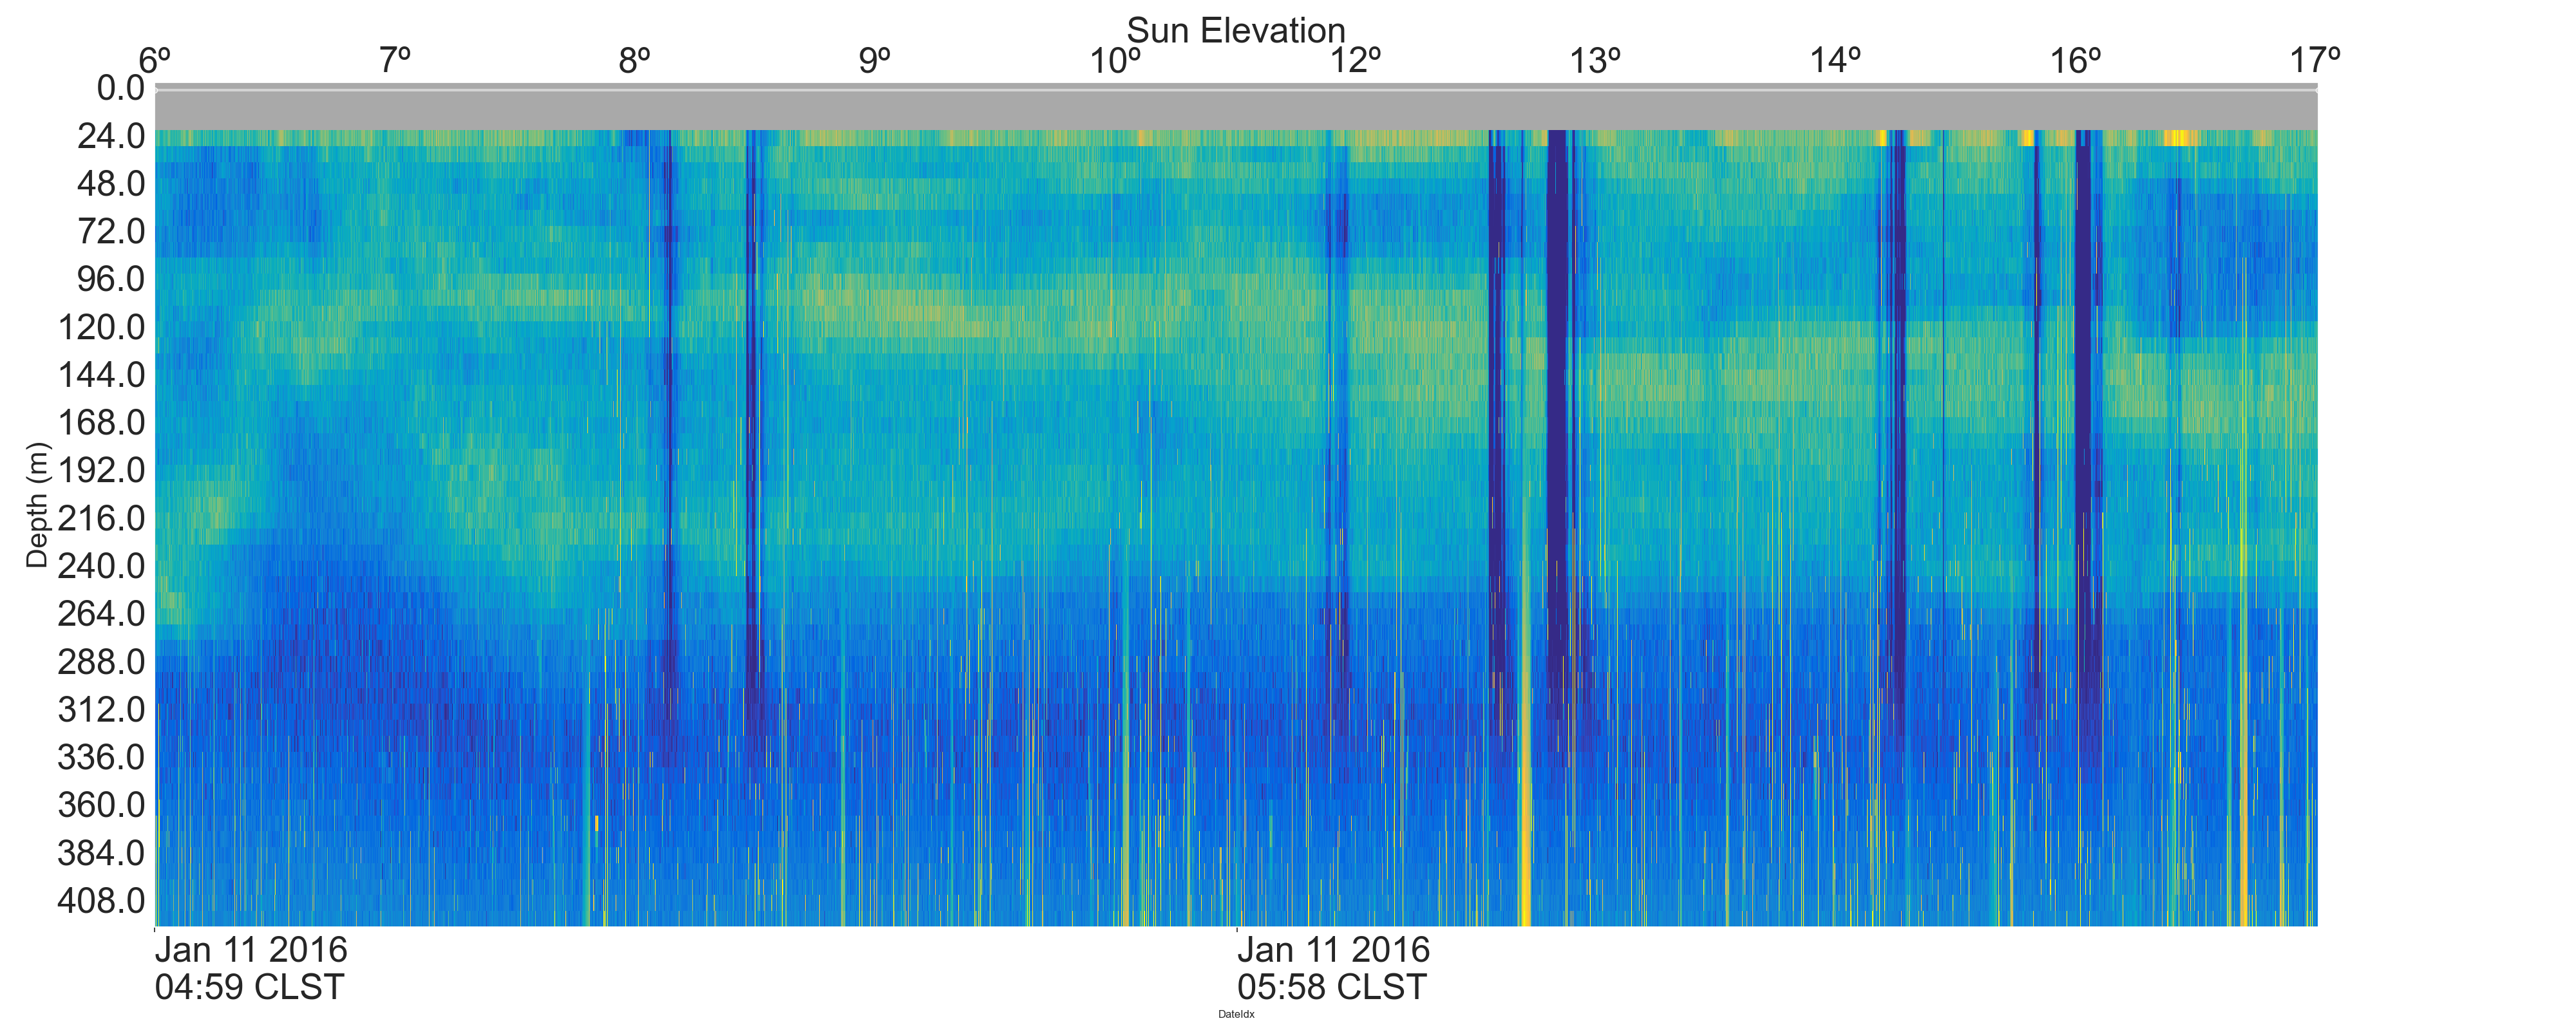 Sun Elevation
6º 7º 8º 9º 10º 12º 13º 14º 16º 17º
0.0
24.0
48.0
72.0
96.0
120.0
144.0
168.0
192.0
216.0
240.0
264.0
288.0
312.0
336.0
360.0
384.0
408.0
Depth (m)
Jan 11 2016
04:59 CLST
Jan 11 2016
05:58 CLST
DateIdx